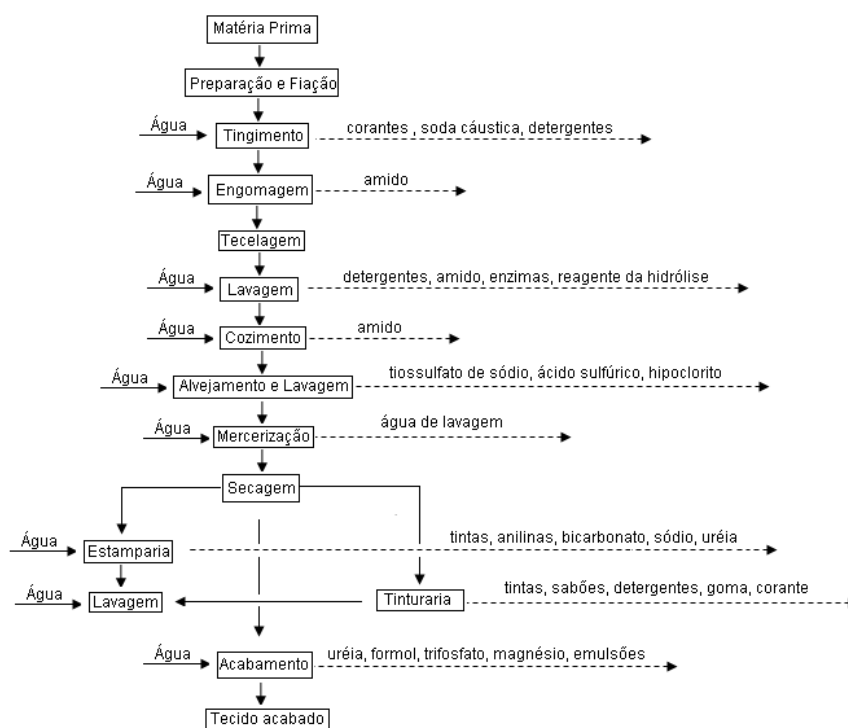 Matéria Prima
Preparação e Fiação
Água
Tingimento
corantes , soda cáustica, detergentes
Água
Engomagem
amido
Tecelagem
Água
Lavagem
detergentes, amido, enzimas, reagente da hidrólise
Água
Cozimento
amido
Água
Alvejamento e Lavagem
tiossulfato de sódio, ácido sulfúrico, hipoclorito
Água
Mercerização
água de lavagem
Secagem
Água
Estamparia
tintas, anilinas, bicarbonato, sódio, uréia
Água
Lavagem
Tinturaria
tintas, sabões, detergentes, goma, corante
Água
Acabamento
uréia, formol, trifosfato, magnésio, emulsões
Tecido acabado